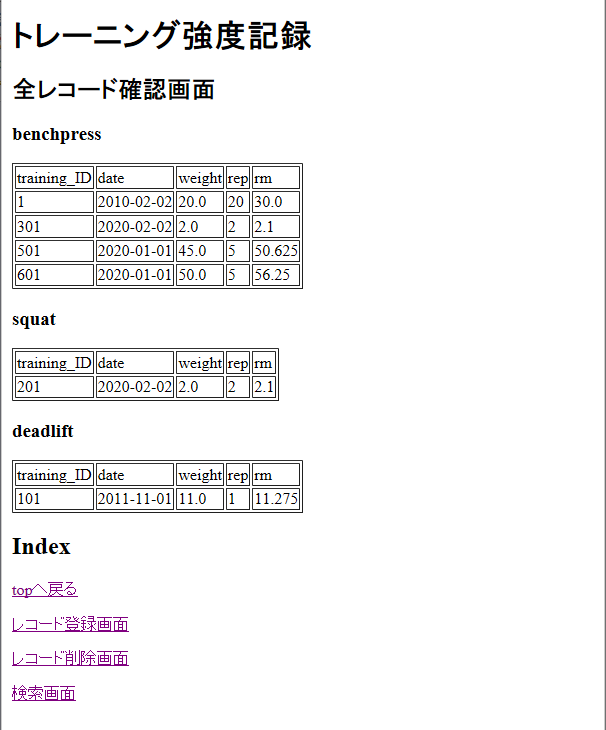 トレーニング強度記録
全レコード確認画面
benchpress
training_ID date weight rep rm
1 2010-02-02 20.0 20 30.0
301 2020-02-02 2.0 2 2.1
501 2020-01-01 45.0 5 50.625
601 2020-01-01 50.0 5 56.25
squat
training_ID date weight rep rm
201 2020-02-02 2.0 2 2.1
deadlift
training_ID date weight rep rm
101 2011-11-01 11.0 1 11.275
Index
topへ戻る
レコード登録画面
レコード削除画面
検索画面